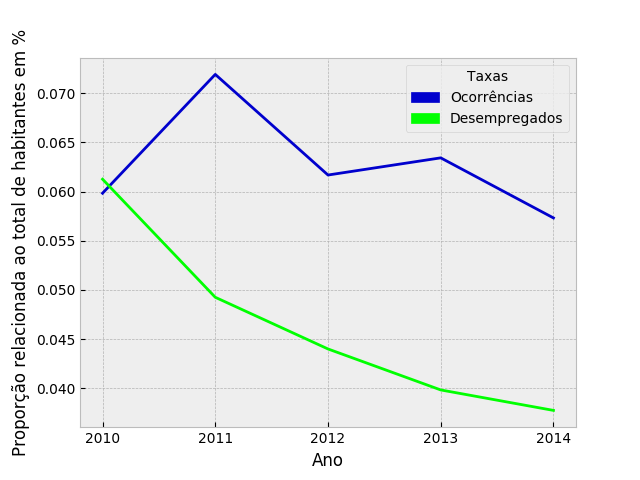 Proporção relacionada ao total de habitantes em %
0.070
0.065
0.060
0.055
0.050
0.045
0.040
Taxas
Ocorrências
Desempregados
2010 2011 2012 2013 2014
Ano